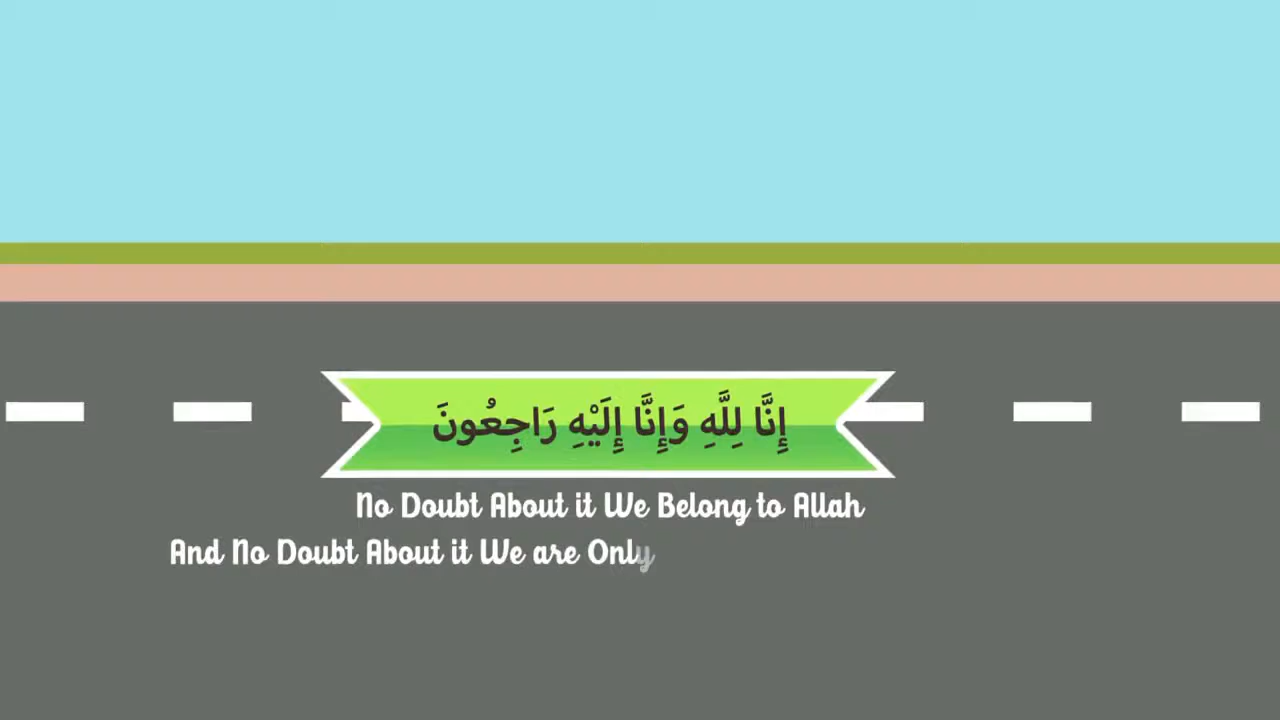 إِنَّا لِلَّهِ وَإِنَّا إِلَيْهِ رَاجِعُونَ
No Doubt About it We Belong to Allah
And No Doubt About it We are Only